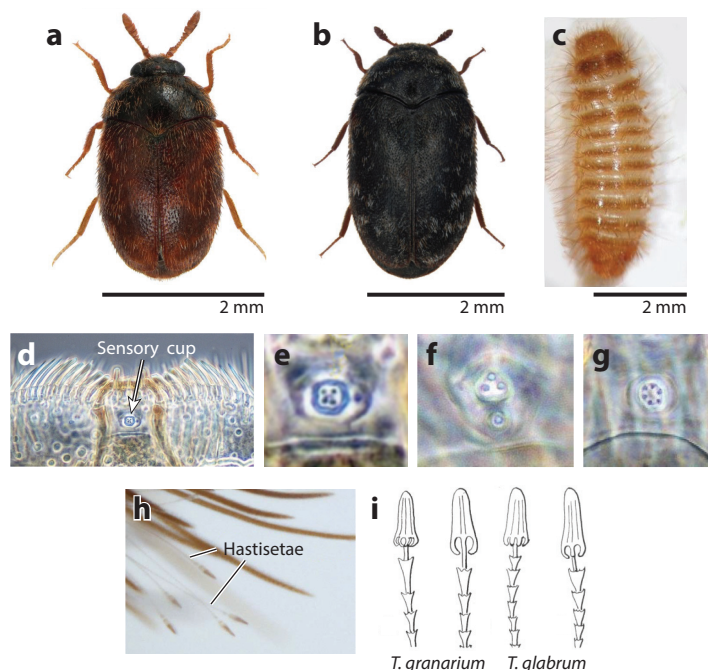 a
b
c
2 mm
2 mm
2 mm
d
Sensory cup
e
f
g
h
Hastisetae
i
T. granarium
T. glabrum